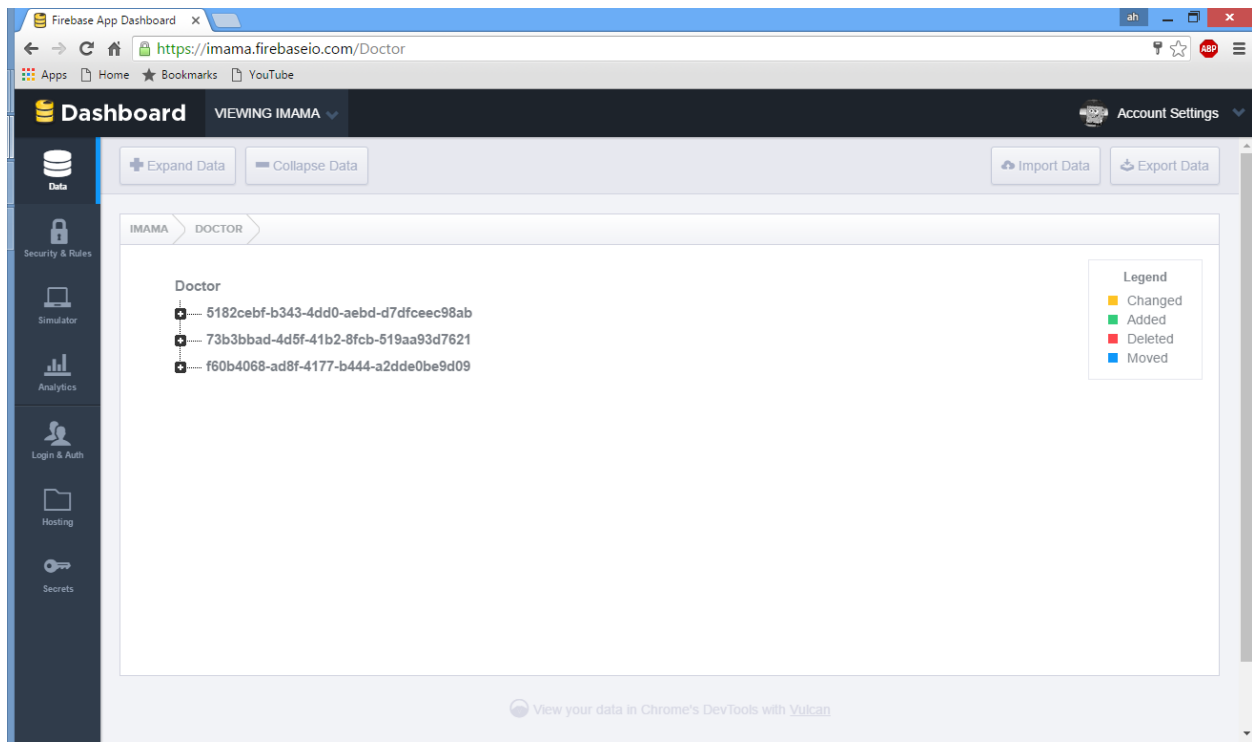 Firebase App Dashboard
ah
https://imama.firebaseio.com/Doctor
ABP
Apps Home Bookmarks YouTube
Dashboard VIEWING IMAMA Account Settings
Data
Security & Rules
Simulator
Analytics
Login & Auth
Hosting
Secrets
Expand Data Collapse Data Import Data Export Data
IMAMA DOCTOR
Doctor
5182cebf-b343-4dd0-aebd-d7dfceec98ab
73b3bbad-4d5f-41b2-8fcb-519aa93d7621
f60b4068-ad8f-4177-b444-a2dde0be9d09
Legend
Changed
Added
Deleted
Moved
View your data in Chrome's DevTools with Vulcan